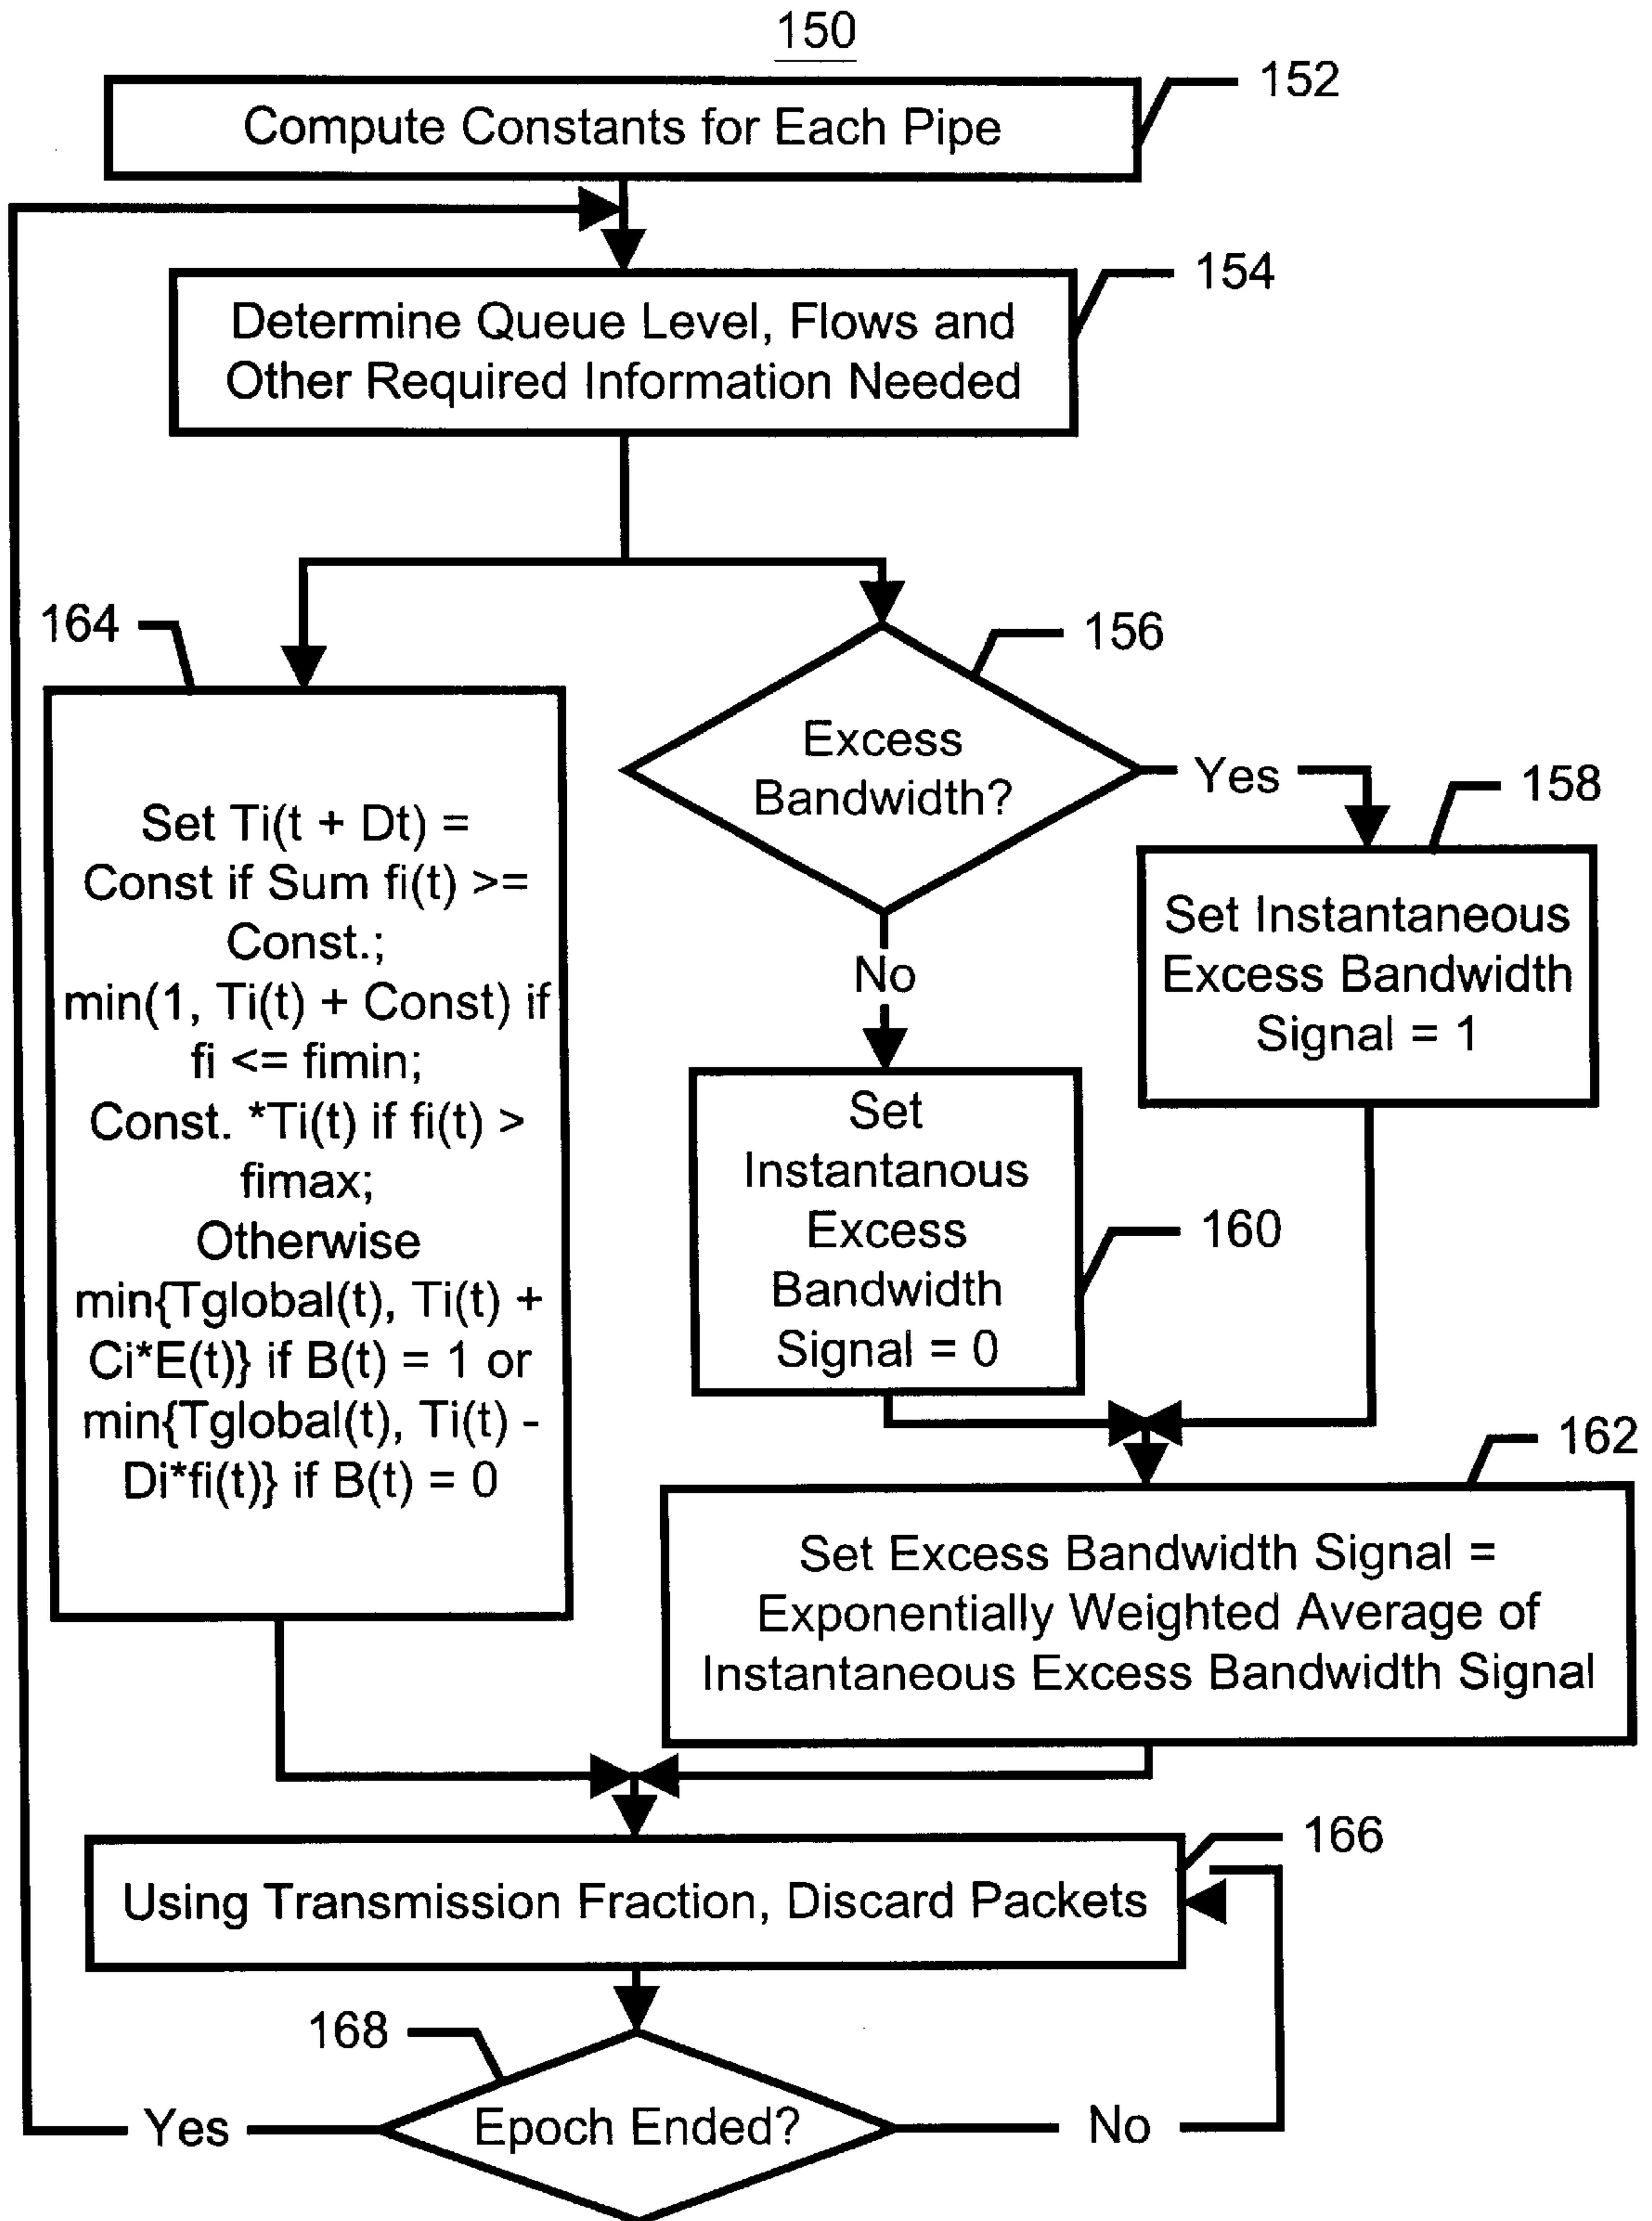 150
152
Compute Constants for Each Pipe
154
Determine Queue Level, Flows and
Other Required Information Needed
164
Set Ti(t + Dt) =
Const if Sum fi(t) >=
Const.;
min(1, Ti(t) + Const) if
fi <= fimin;
Const. *Ti(t) if fi(t) >
fimax;
Otherwise
min{Tglobal(t), Ti(t) +
Ci*E(t)} if B(t) = 1 or
min{Tglobal(t), Ti(t) -
Di*fi(t)} if B(t) = 0
156
Excess
Bandwidth?
Yes
158
Set Instantaneous
Excess Bandwidth
Signal = 1
No
Set
Instantanous
Excess
Bandwidth
Signal = 0
160
162
Set Excess Bandwidth Signal =
Exponentially Weighted Average of
Instantaneous Excess Bandwidth Signal
166
Using Transmission Fraction, Discard Packets
168
Yes
Epoch Ended?
No